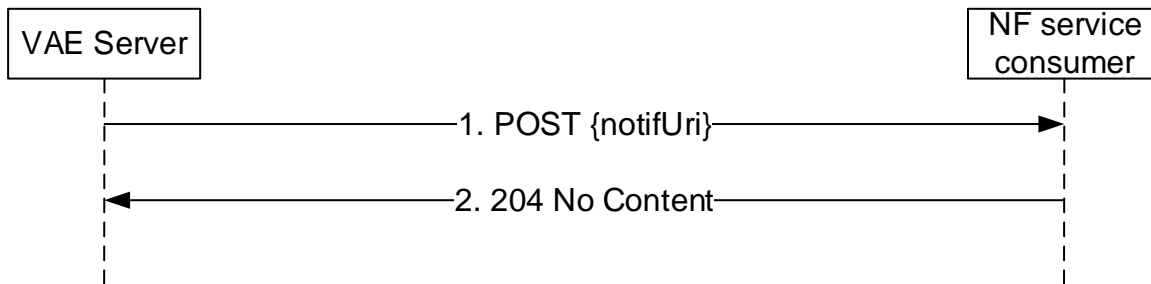 VAE Server
NF service
consumer
1. POST {notifUri}
2. 204 No Content